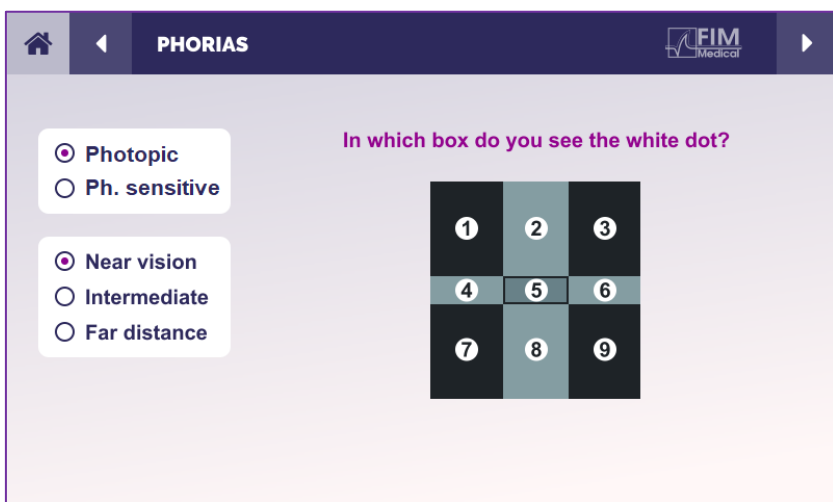 PHORIAS
FIM
Medical
Photopic
Ph. sensitive
Near vision
Intermediate
Far distance
In which box do you see the white dot?
1 2 3
4 5 6
7 8 9